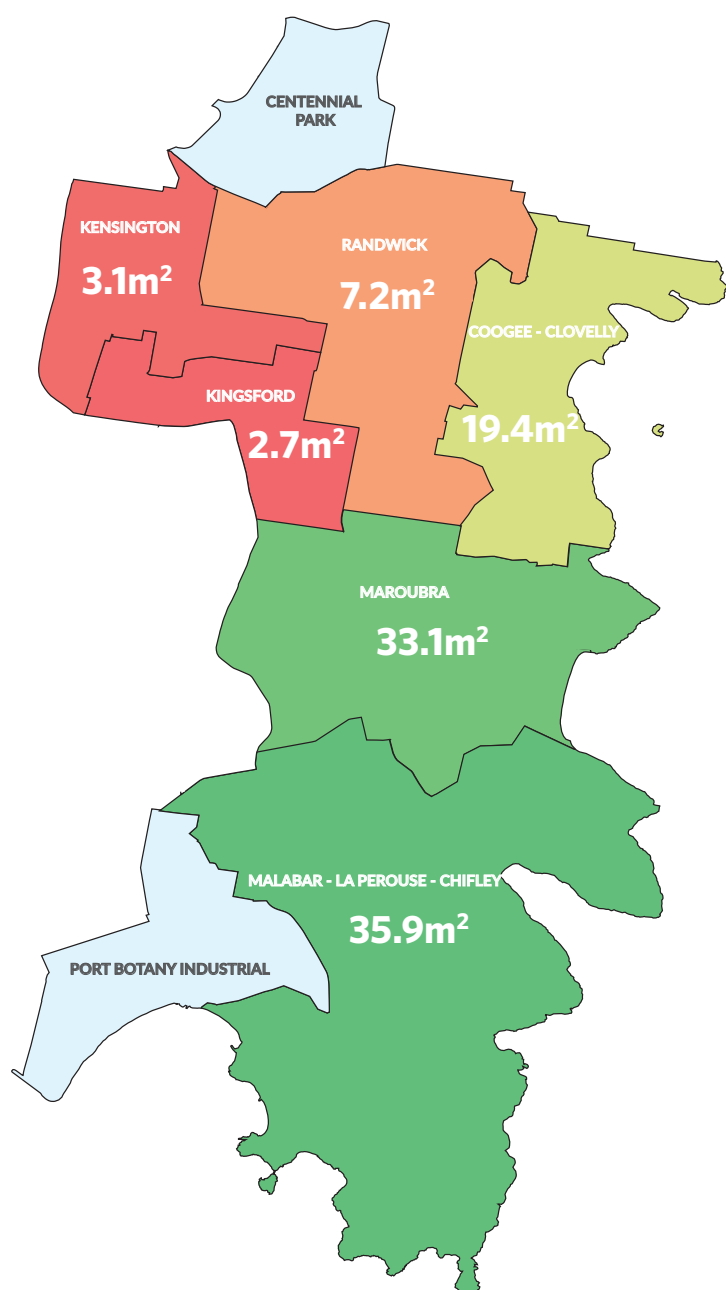 CENTENNIAL
PARK
KENSINGTON
3.1m²
RANDWICK
7.2m²
COOGEE - CLOVELLY
19.4m²
KINGSFORD
2.7m²
MAROUBRA
33.1m²
MALABAR - LA PEROUSE - CHIFLEY
35.9m²
PORT BOTANY INDUSTRIAL